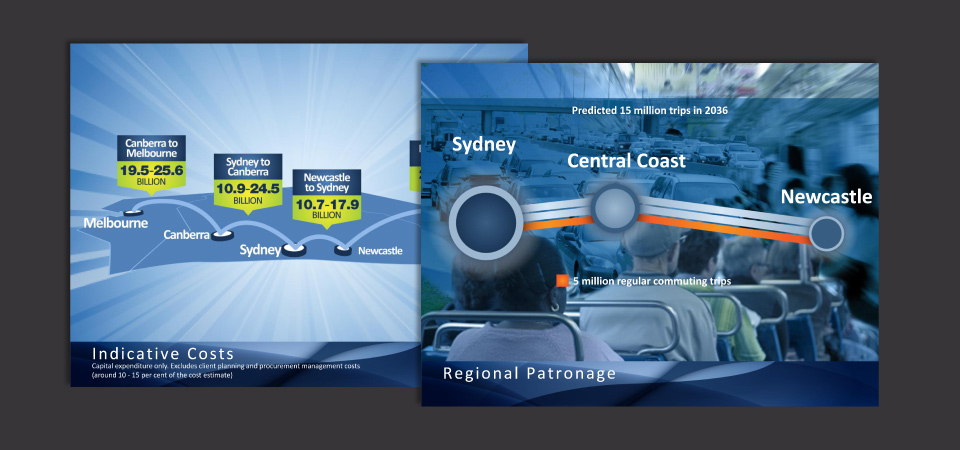 Canberra to
Melbourne
19.5-25.6
BILLION
Sydney to
Canberra
10.9-24.5
BILLION
Newcastle
to Sydney
10.7-17.9
BILLION
Melbourne
Canberra
Sydney
Newcastle
Indicative Costs
Capital expenditure only. Excludes client planning and procurement management costs
(around 10 - 15 per cent of the cost estimate)
Predicted 15 million trips in 2036
Sydney
Central Coast
Newcastle
5 million regular commuting trips
Regional Patronage